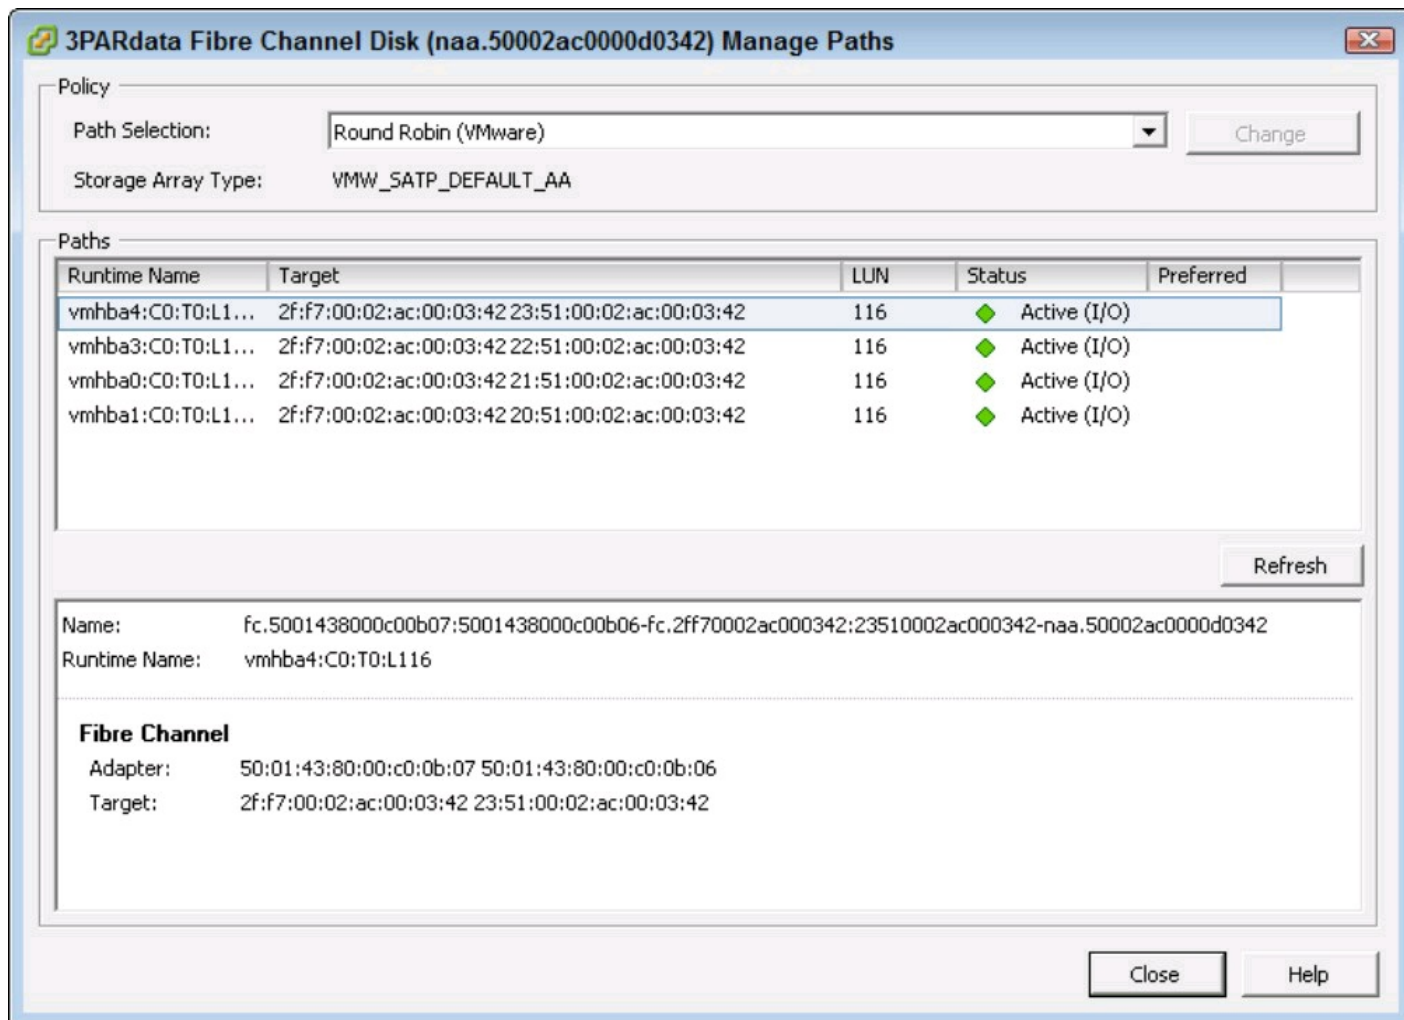 3PARdata Fibre Channel Disk (naa.50002ac0000d0342) Manage Paths
Policy
Path Selection: Round Robin (VMware) Change
Storage Array Type: VMW_SATP_DEFAULT_AA
Paths
Runtime Name Target LUN Status Preferred
vmhba4:C0:T0:L1... 2f:f7:00:02:ac:00:03:42 23:51:00:02:ac:00:03:42 116 Active (I/O)
vmhba3:C0:T0:L1... 2f:f7:00:02:ac:00:03:42 22:51:00:02:ac:00:03:42 116 Active (I/O)
vmhba0:C0:T0:L1... 2f:f7:00:02:ac:00:03:42 21:51:00:02:ac:00:03:42 116 Active (I/O)
vmhba1:C0:T0:L1... 2f:f7:00:02:ac:00:03:42 20:51:00:02:ac:00:03:42 116 Active (I/O)
Refresh
Name: fc.5001438000c00b07:5001438000c00b06-fc.2ff70002ac000342:23510002ac000342-naa.50002ac0000d0342
Runtime Name: vmhba4:C0:T0:L116
Fibre Channel
Adapter: 50:01:43:80:00:c0:0b:07 50:01:43:80:00:c0:0b:06
Target: 2f:f7:00:02:ac:00:03:42 23:51:00:02:ac:00:03:42
Close Help